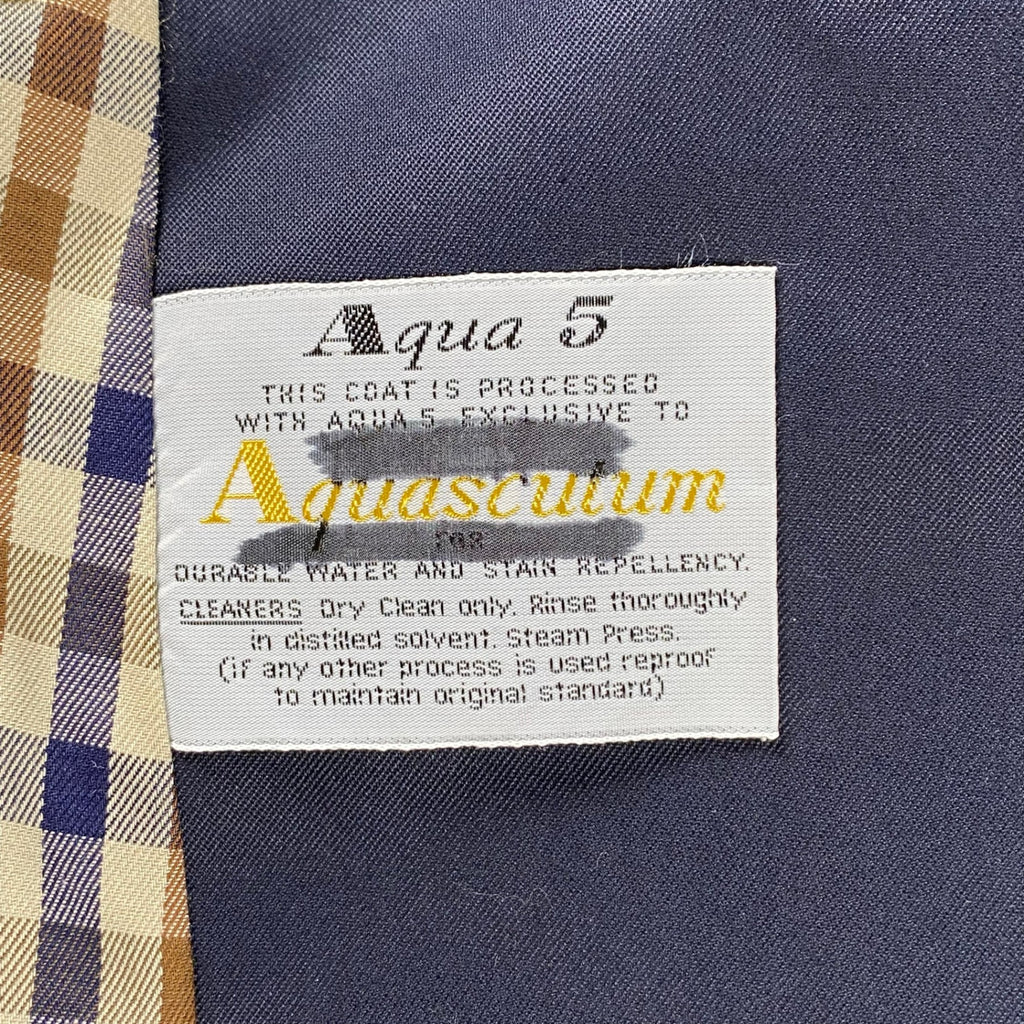 Aqua 5
THIS COAT IS PROCESSED
WITH AQUA 5 EXCLUSIVE TO
Aquascutum
FOR
DURABLE WATER AND STAIN REPELLENCY.
CLEANERS Dry Clean only. Rinse thoroughly
in distilled solvent. Steam Press.
(if any other process is used reproof
to maintain original standard)